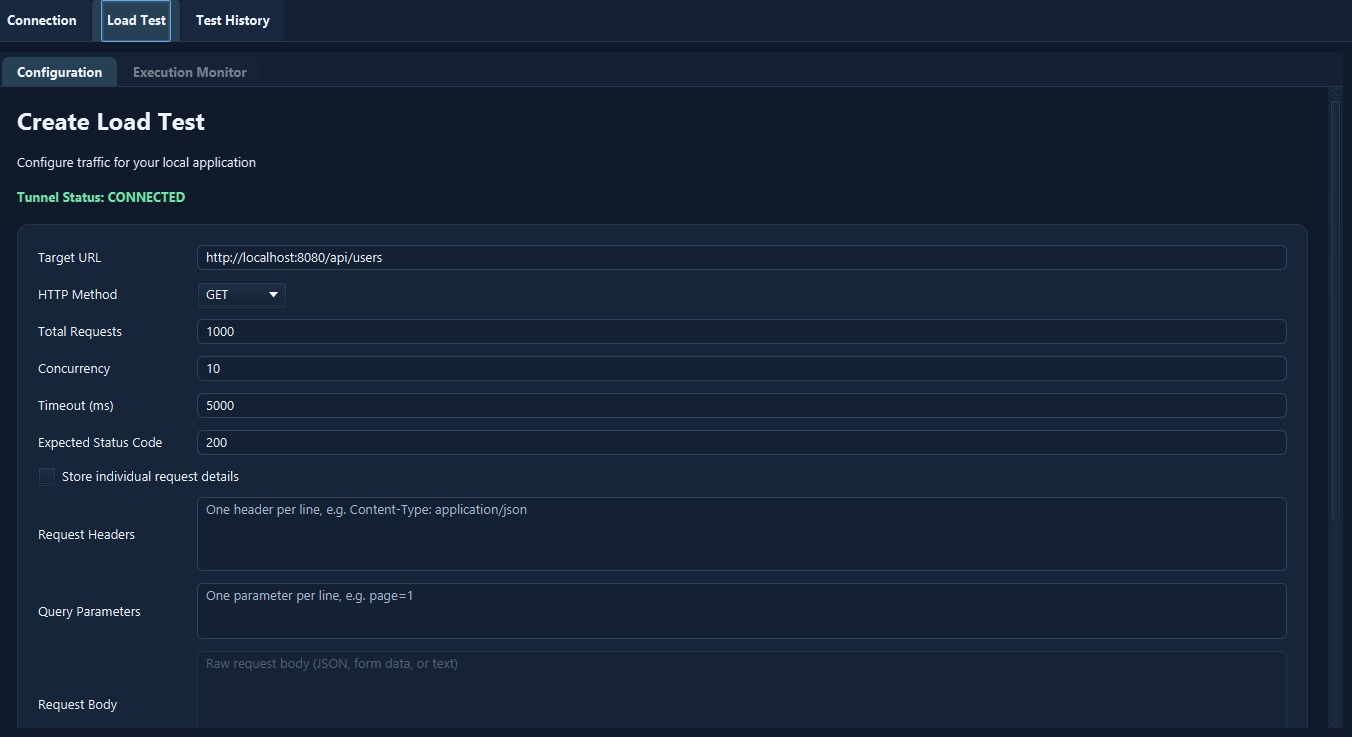 Connection Load Test Test History
Configuration Execution Monitor
Create Load Test
Configure traffic for your local application
Tunnel Status: CONNECTED
Target URL http://localhost:8080/api/users
HTTP Method GET
Total Requests 1000
Concurrency 10
Timeout (ms) 5000
Expected Status Code 200
Store individual request details
Request Headers One header per line, e.g. Content-Type: application/json
Query Parameters One parameter per line, e.g. page=1
Request Body Raw request body (JSON, form data, or text)